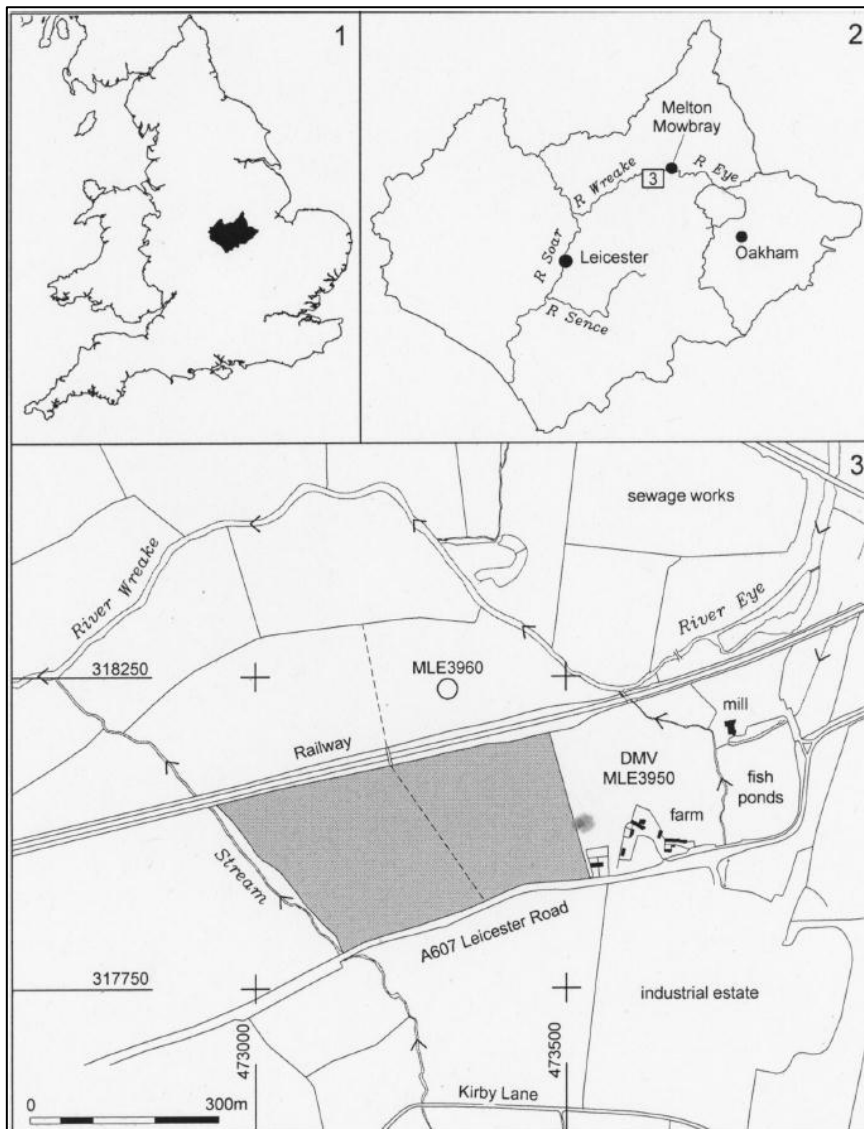 1
2
Melton
Mowbray
R Wreake
3
R Eye
R Soar
Leicester
Oakham
R Sence
3
sewage works
River Wreake
River Eye
318250
MLE3960
Railway
mill
DMV
MLE3950
fish
ponds
farm
Stream
A607 Leicester Road
317750
industrial estate
473000
473500
Kirby Lane
0
300m